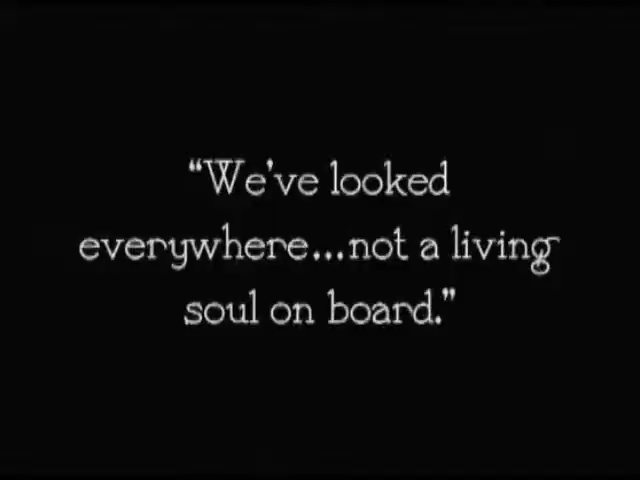 “We’ve looked
everywhere...not a living
soul on board.”